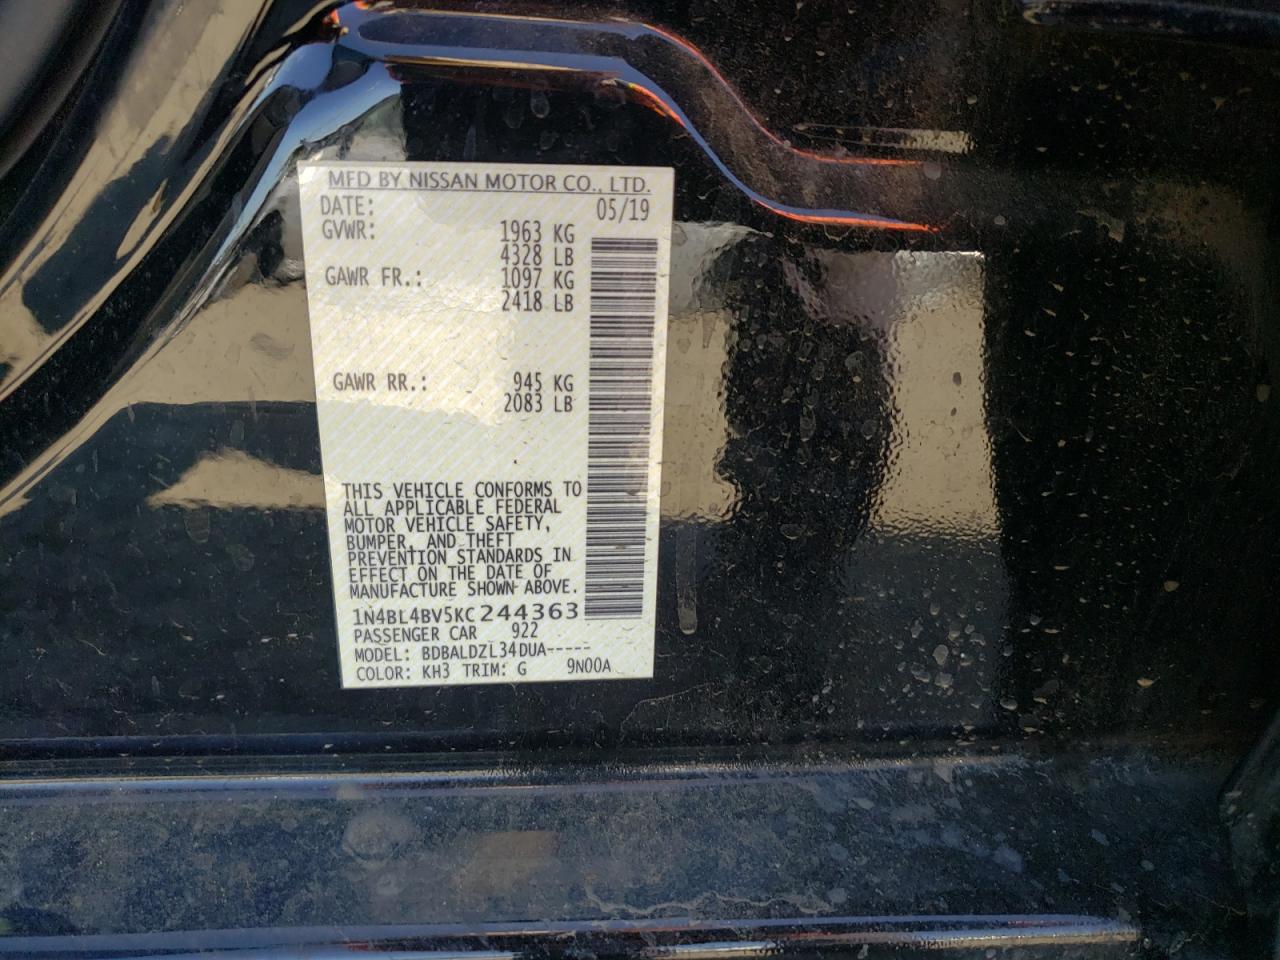 MFD BY NISSAN MOTOR CO., LTD.
DATE: 05/19
GVWR: 1963 KG
4328 LB
GAWR FR.: 1097 KG
2418 LB
GAWR RR.: 945 KG
2083 LB
THIS VEHICLE CONFORMS TO
ALL APPLICABLE FEDERAL
MOTOR VEHICLE SAFETY,
BUMPER, AND THEFT
PREVENTION STANDARDS IN
EFFECT ON THE DATE OF
MANUFACTURE SHOWN ABOVE.
1N4BL4BV5KC244363
PASSENGER CAR 922
MODEL: BDBALDZL34DUA-----
COLOR: KH3 TRIM: G 9N00A